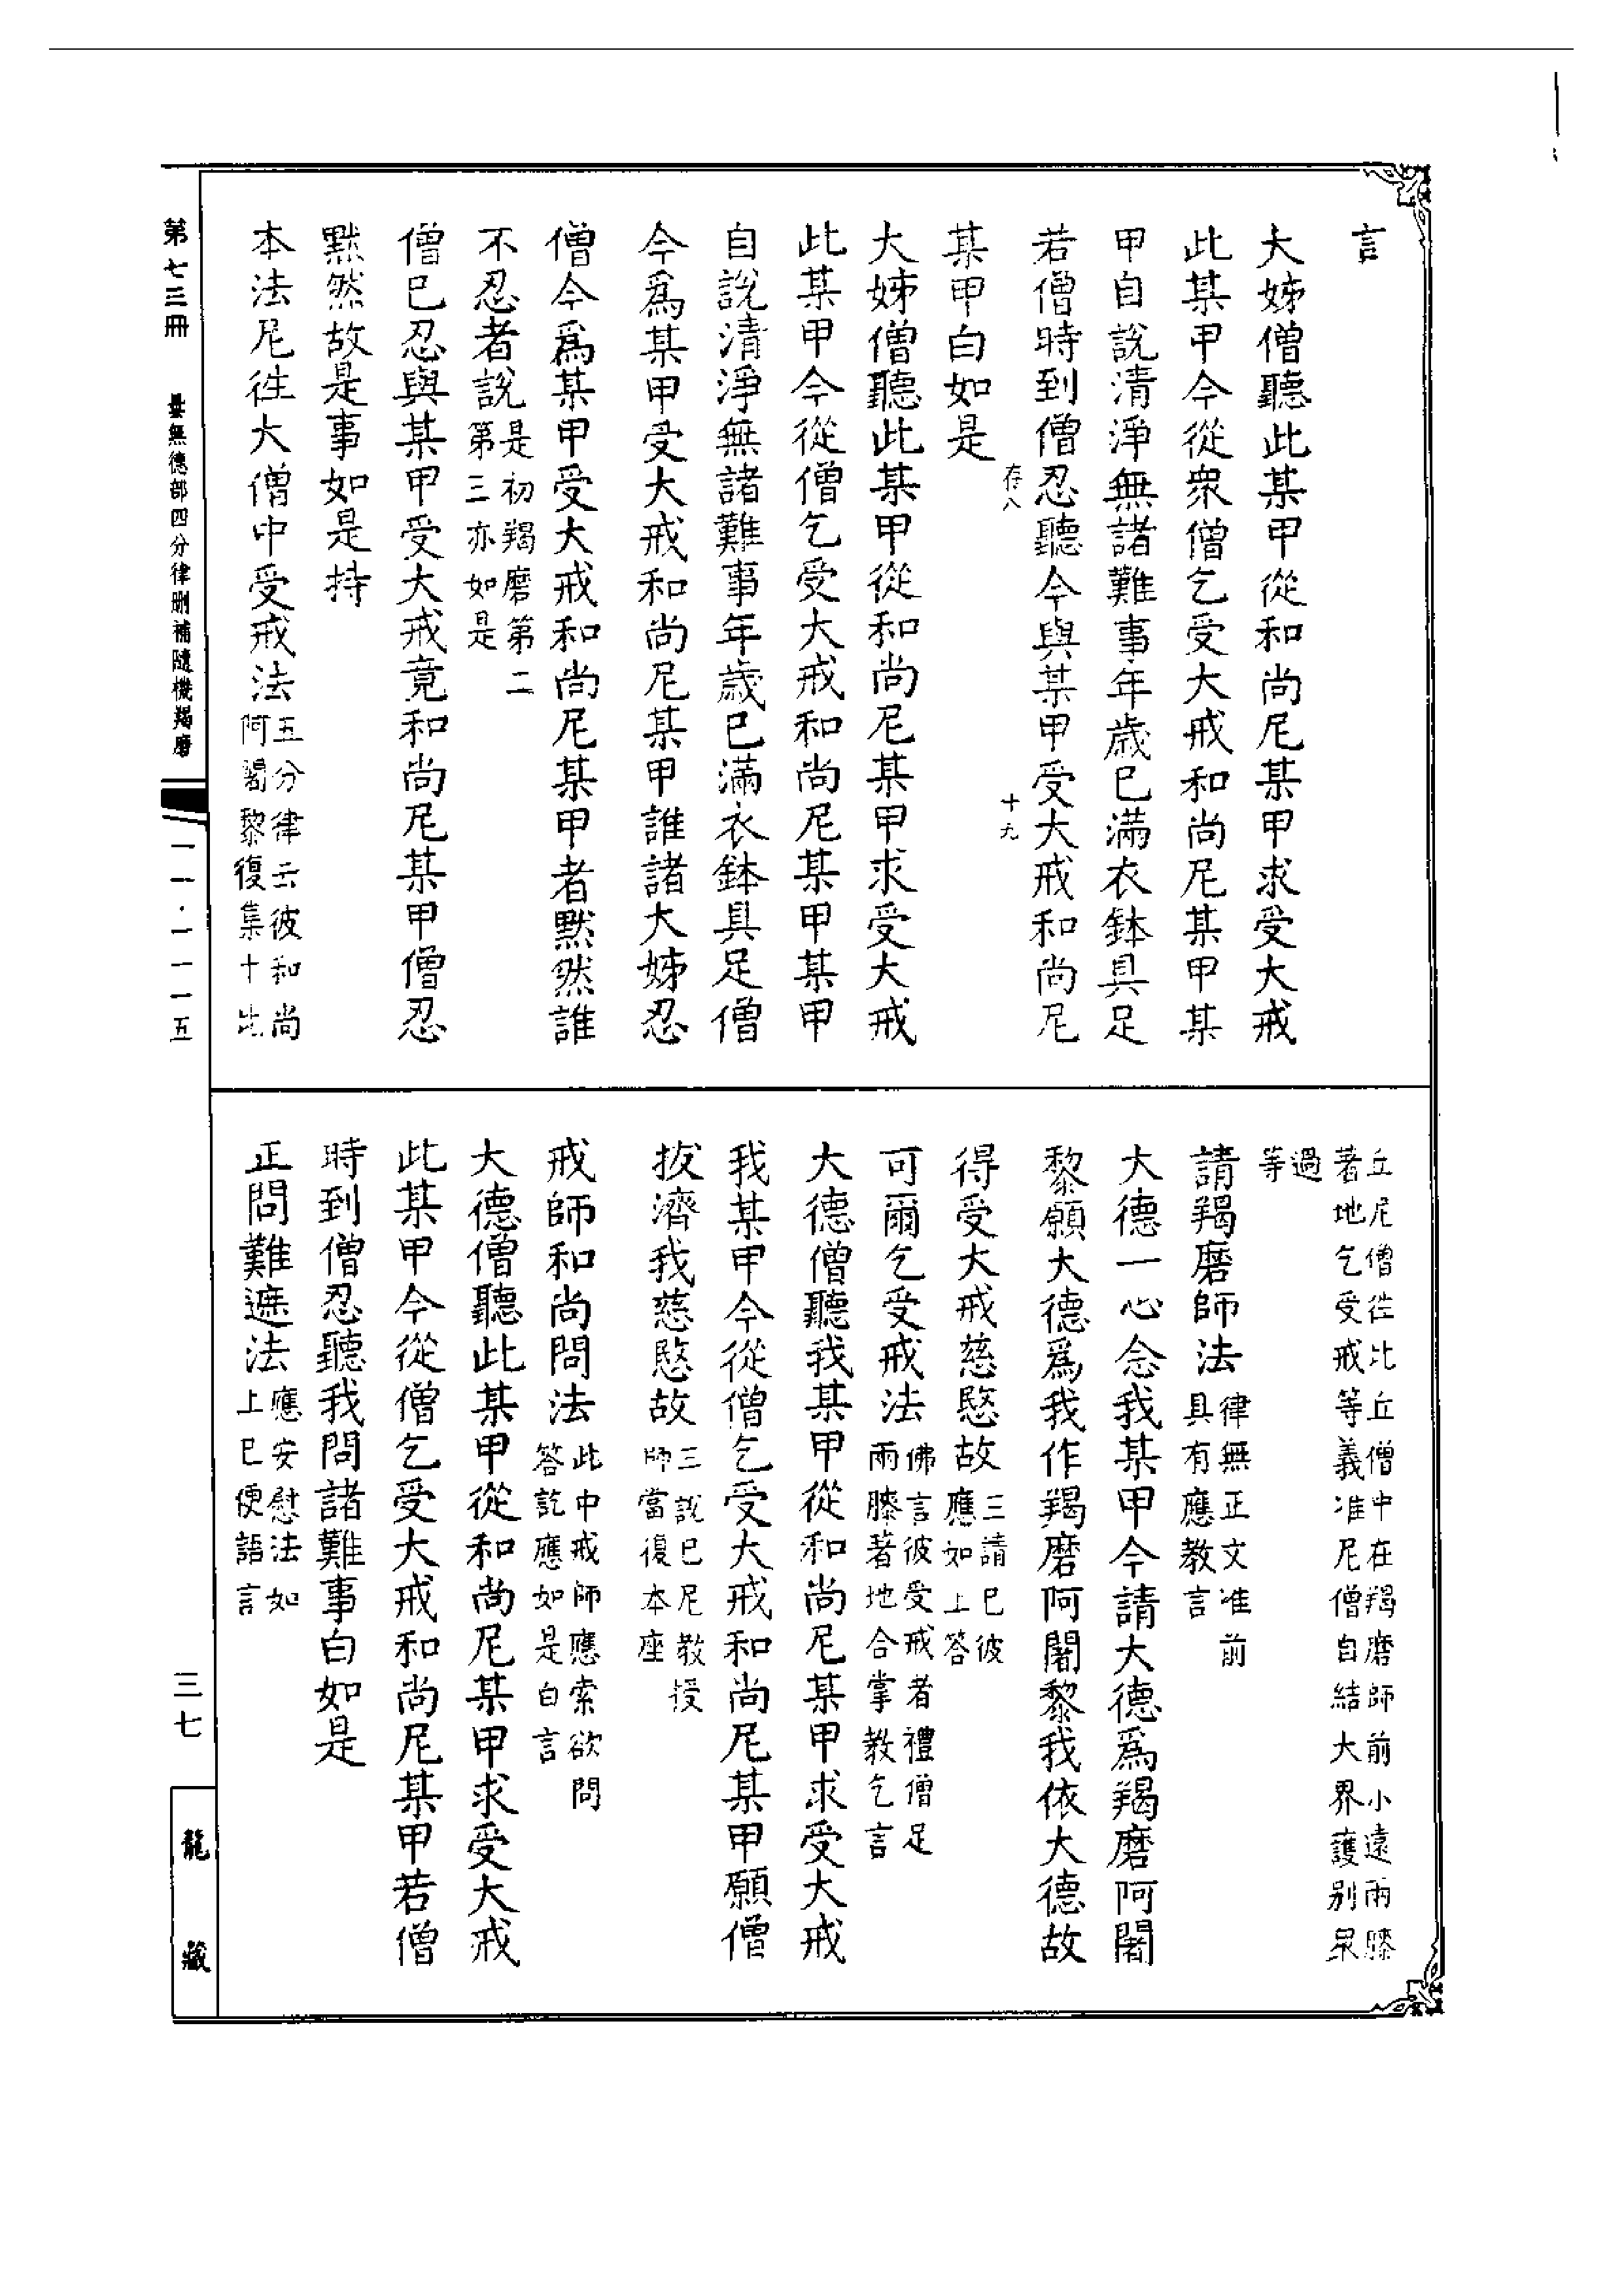 言
大姊僧聽此某甲從和尚尼某甲求受大戒
此某甲今從眾僧乞受大戒和尚尼某甲某
甲自說清淨無諸難事年歲已滿衣鉢具足
若僧時到僧忍聽今與某甲受大戒和尚尼
存八 十九
某甲白如是
大姊僧聽此某甲從和尚尼某甲求受大戒
此某甲今從僧乞受大戒和尚尼某甲某甲
自說清淨無諸難事年歲已滿衣鉢具足僧
今爲某甲受大戒和尚尼某甲誰諸大姊忍
僧今爲某甲受大戒和尚尼某甲者默然誰
不忍者說是初羯磨第二
第三亦如是
僧已忍與某甲受大戒竟和尚尼某甲僧忍
默然故是事如是持
本法尼徃大僧中受戒法五分律云彼和尚
阿闍黎復集十比
丘尼僧徃比丘僧中在羯磨師前小遠兩膝
著地乞受戒等義准尼僧自結大界護別眾
過
等
請羯磨師法律無正文准前
具有應教言
大德一心念我某甲今請大德爲羯磨阿闍
黎願大德爲我作羯磨阿闍黎我依大德故
得受大戒慈愍故三請已彼
應如上答
可爾乞受戒法佛言彼受戒者禮僧足
兩膝著地合掌教乞言
大德僧聽我某甲從和尚尼某甲求受大戒
我某甲今從僧乞受大戒和尚尼某甲願僧
拔濟我慈愍故三說已尼教授
師當復本座
戒師和尚問法此中戒師應索欲問
答訖應如是白言
大德僧聽此某甲從和尚尼某甲求受大戒
此某甲今從僧乞受大戒和尚尼某甲若僧
時到僧忍聽我問諸難事白如是
正問難遮法應安慰法如
上已便語言
第七三冊 曇無德部四分律刪補隨機羯磨
一一·一一一五
三七
龍藏